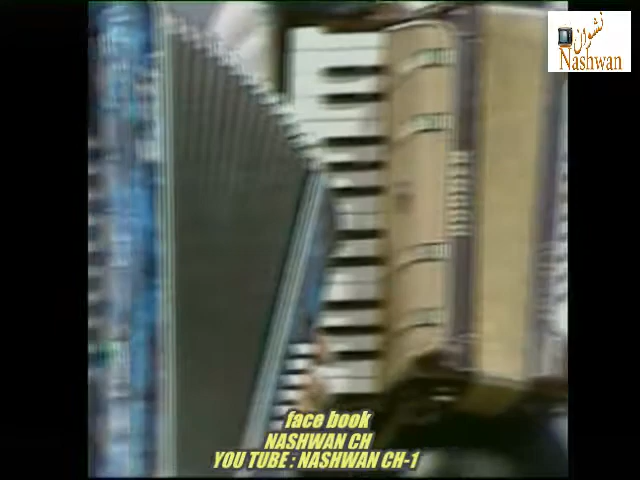 نشوان
Nashwan
face book
NASHWAN CH
YOU TUBE : NASHWAN CH-1